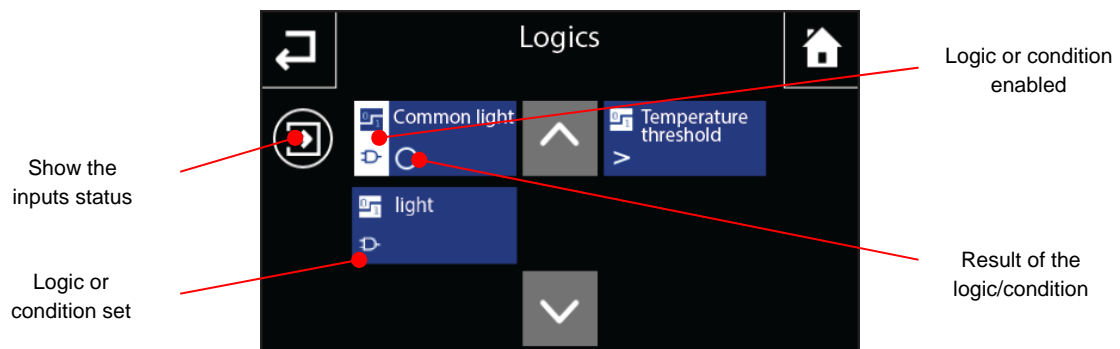 Logics
Logic or condition
enabled
Common light
Temperature
threshold
>
Show the
inputs status
light
Logic or
condition set
Result of the
logic/condition